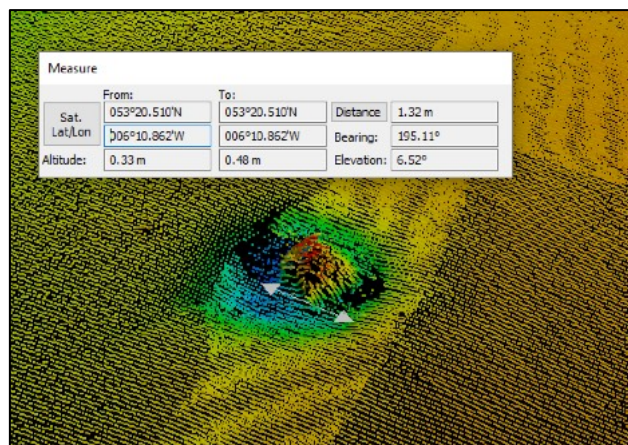 Measure
From: To:
Sat. Lat/Lon 053°20.510'N 053°20.510'N Distance 1.32 m
006°10.862'W 006°10.862'W Bearing: 195.11°
Altitude: 0.33 m 0.48 m Elevation: 6.52°